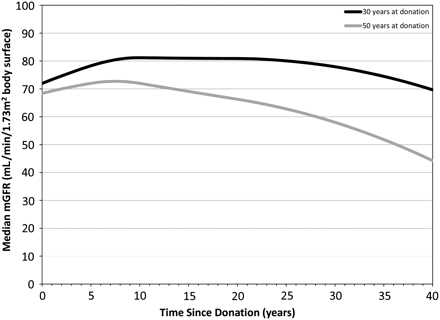 30 years at donation
50 years at donation
Median mGFR (mL/min/1.73m² body surface)
100
90
80
70
60
50
40
30
20
10
0
0 5 10 15 20 25 30 35 40
Time Since Donation (years)